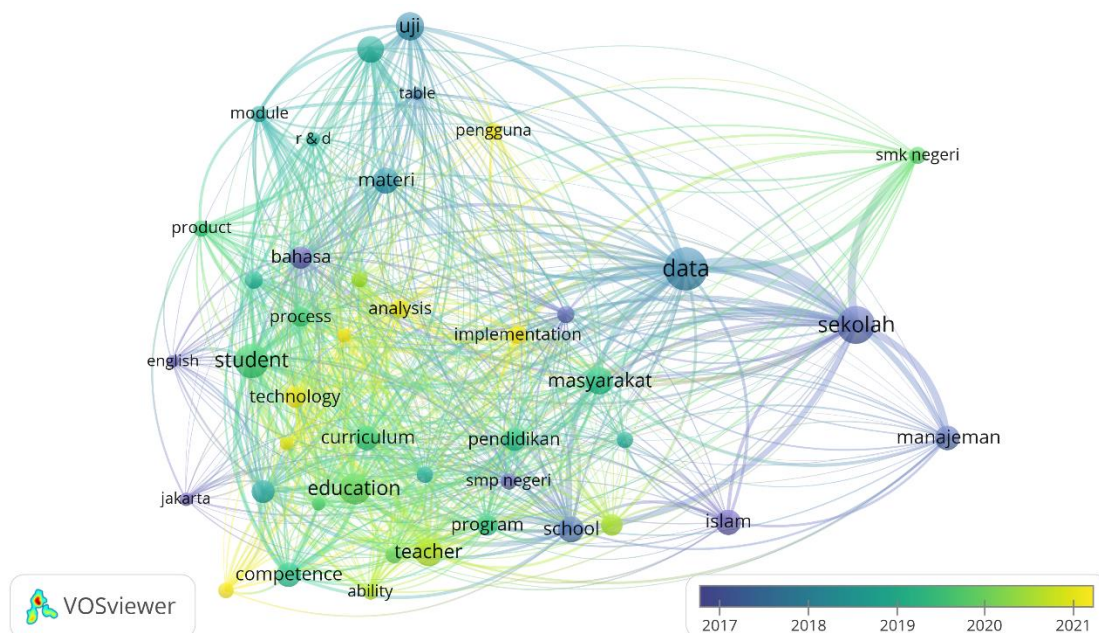 uji
table
module
pengguna
r & d
smk negeri
materi
product
bahasa
data
analysis
process
sekolah
implementation
english
student
masyarakat
technology
curriculum
pendidikan
manajeman
smp negeri
education
jakarta
islam
program
school
teacher
competence
ability
VOSviewer
2017 2018 2019 2020 2021